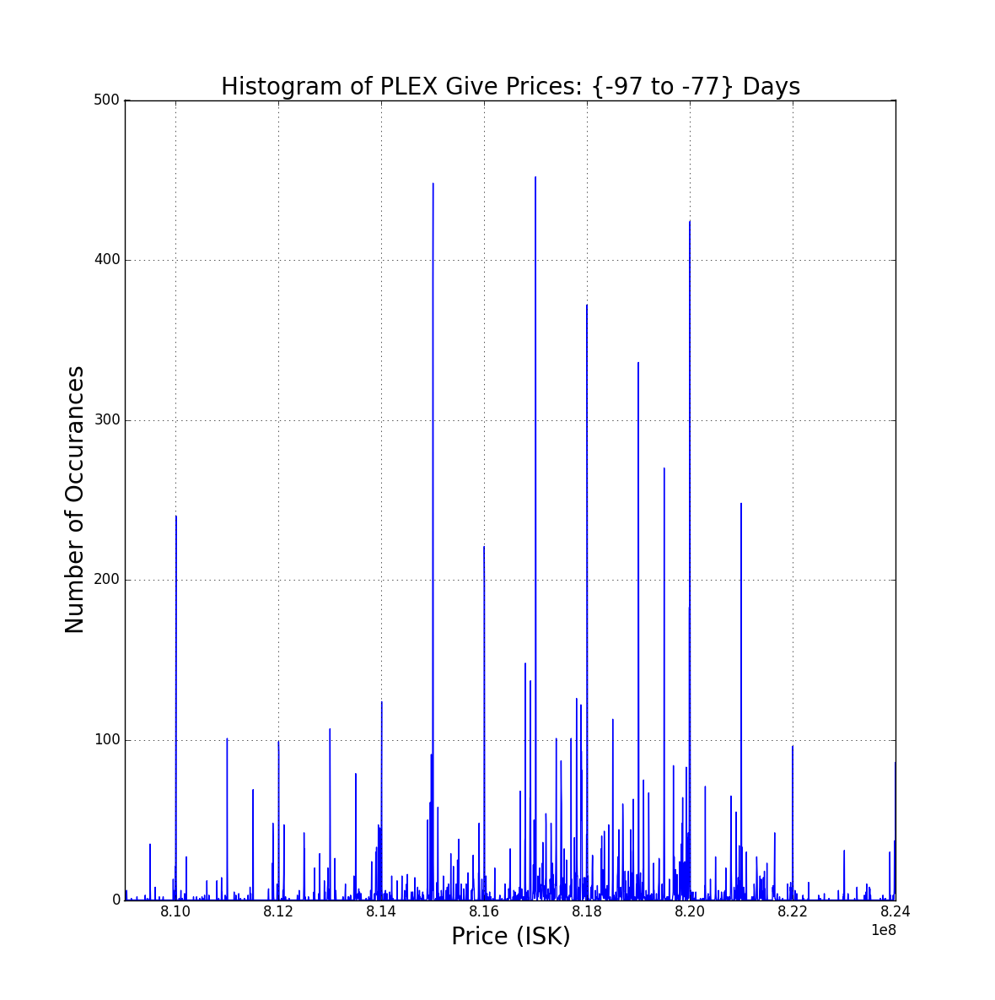 Histogram of PLEX Give Prices: {-97 to -77} Days
500
400
300
200
100
0
Number of Occurances
8.10 8.12 8.14 8.16 8.18 8.20 8.22 8.24
1e8
Price (ISK)